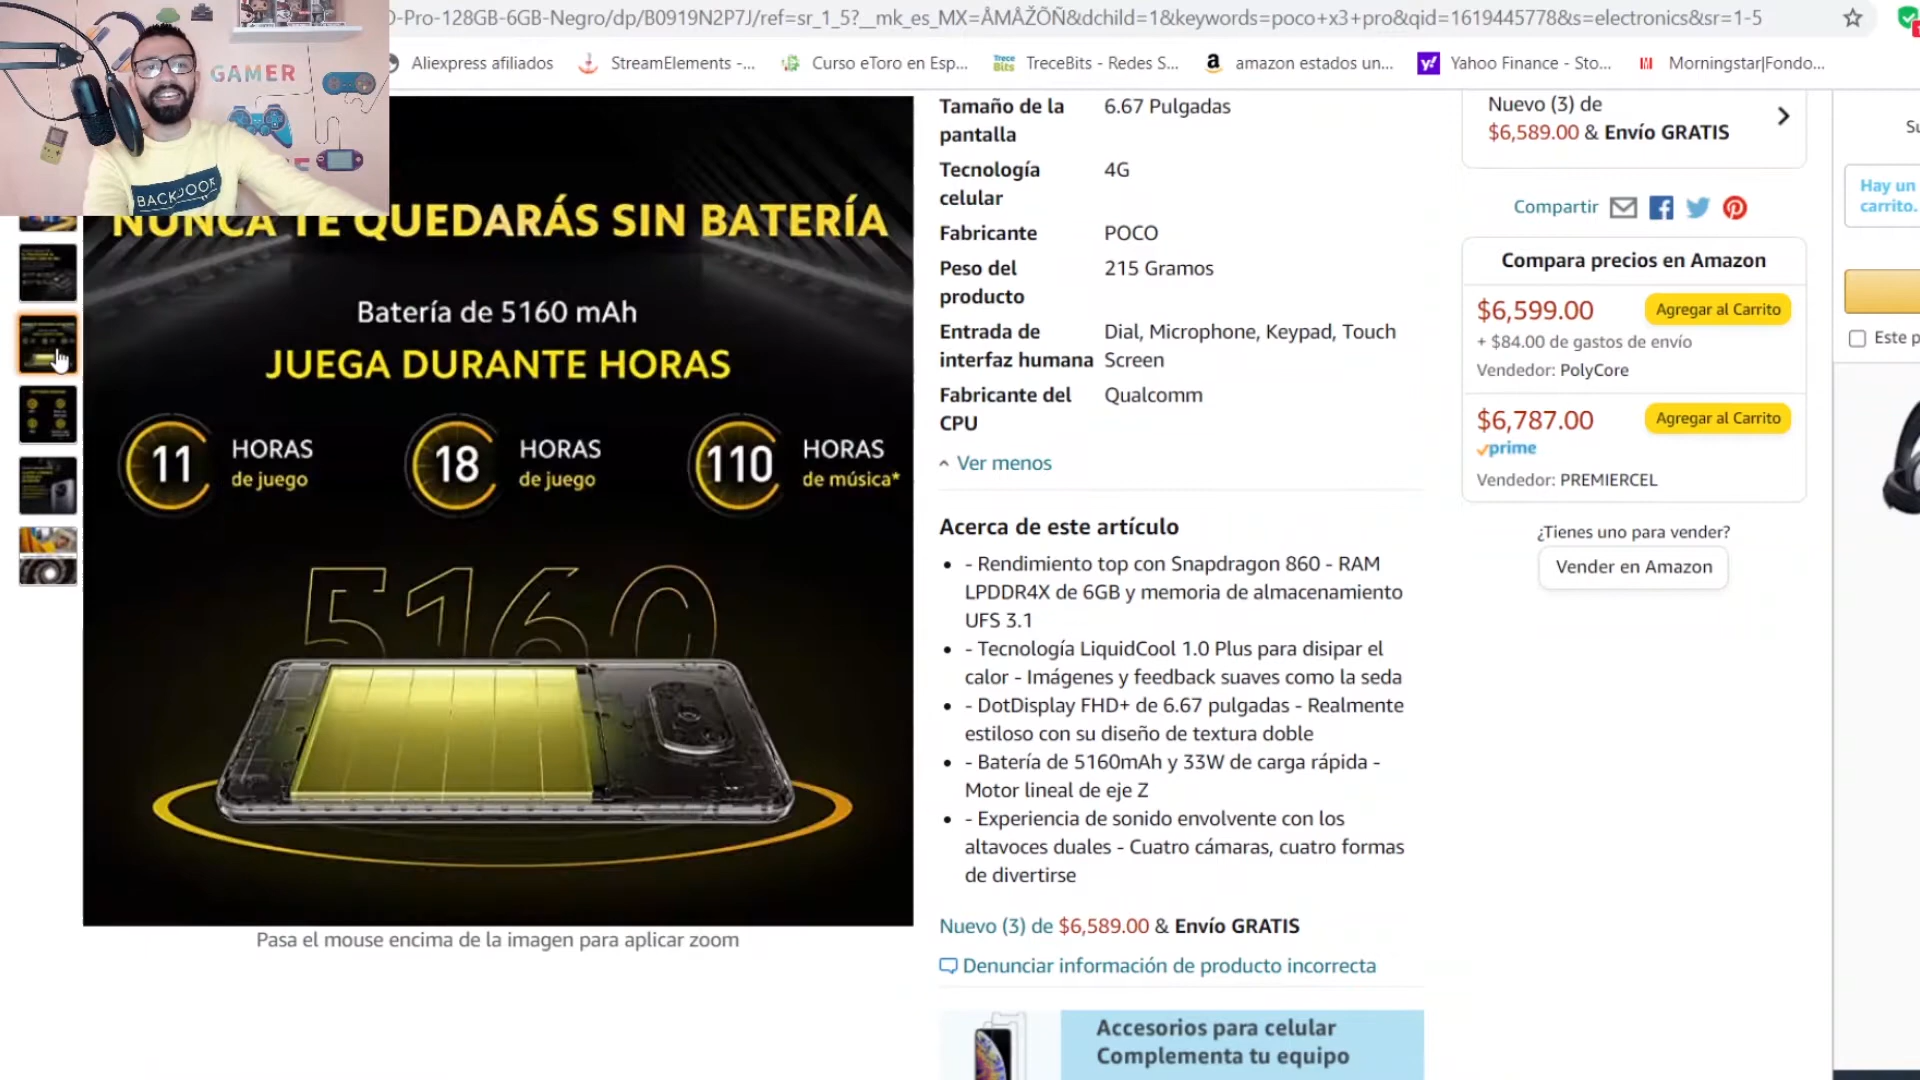 O-Pro-128GB-6GB-Negro/dp/B0919N2P7J/ref=sr_1_5?__mk_es_MX=ÅMÅŽÕÑ&dchild=1&keywords=poco+x3+pro&qid=1619445778&s=electronics&sr=1-5
Aliexpress afiliados
StreamElements -...
Curso eToro en Esp...
Trece Bits
TreceBits - Redes S...
amazon estados un...
Yahoo Finance - Sto...
Morningstar|Fondo...
GAMER
BACKDOOR
NUNCA TE QUEDARÁS SIN BATERÍA
Batería de 5160 mAh
JUEGA DURANTE HORAS
11 HORAS de juego
18 HORAS de juego
110 HORAS de música*
5160
Pasa el mouse encima de la imagen para aplicar zoom
Tamaño de la pantalla
6.67 Pulgadas
Tecnología celular
4G
Fabricante
POCO
Peso del producto
215 Gramos
Entrada de interfaz humana
Dial, Microphone, Keypad, Touch
Screen
Fabricante del CPU
Qualcomm
Ver menos
Acerca de este artículo
- Rendimiento top con Snapdragon 860 - RAM
LPDDR4X de 6GB y memoria de almacenamiento
UFS 3.1
- Tecnología LiquidCool 1.0 Plus para disipar el
calor - Imágenes y feedback suaves como la seda
- DotDisplay FHD+ de 6.67 pulgadas - Realmente
estiloso con su diseño de textura doble
- Batería de 5160mAh y 33W de carga rápida -
Motor lineal de eje Z
- Experiencia de sonido envolvente con los
altavoces duales - Cuatro cámaras, cuatro formas
de divertirse
Nuevo (3) de $6,589.00 & Envío GRATIS
Denunciar información de producto incorrecta
Accesorios para celular
Complementa tu equipo
Nuevo (3) de
$6,589.00 & Envío GRATIS
Compartir
Compara precios en Amazon
$6,599.00
Agregar al Carrito
+ $84.00 de gastos de envío
Vendedor: PolyCore
$6,787.00
Agregar al Carrito
prime
Vendedor: PREMIERCEL
¿Tienes uno para vender?
Vender en Amazon
Su
Hay un
carrito.
Este p